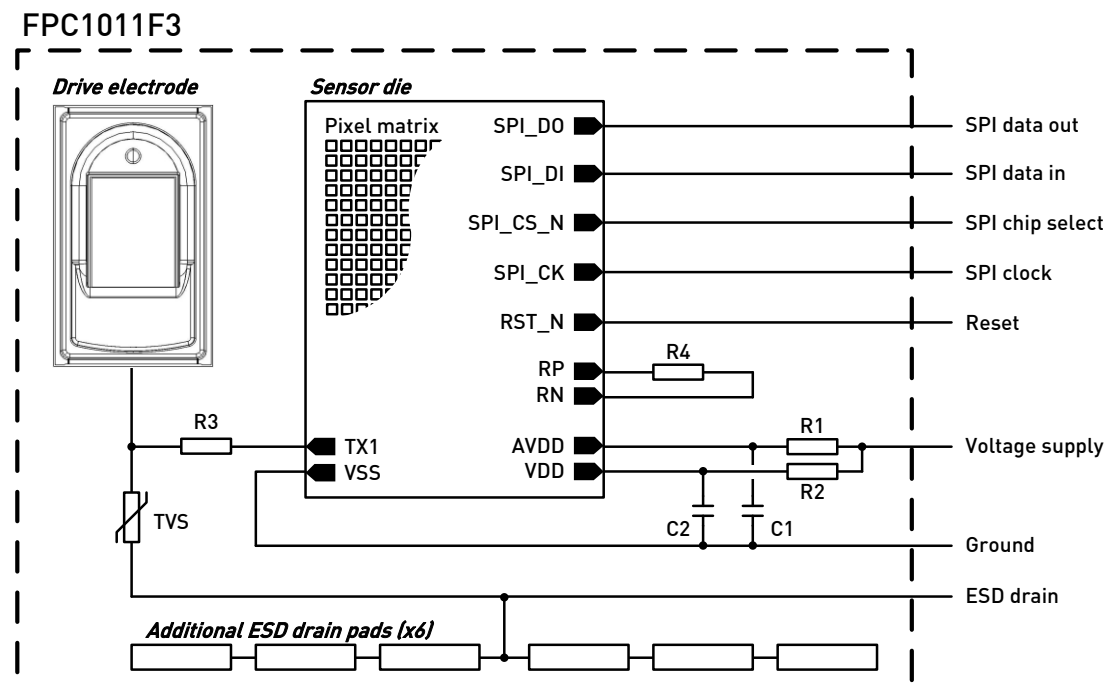 FPC1011F3
Drive electrode
Sensor die
Pixel matrix
SPI_DO
SPI data out
SPI_DI
SPI data in
SPI_CS_N
SPI chip select
SPI_CK
SPI clock
RST_N
Reset
RP
R4
RN
R3
TX1
AVDD
R1
Voltage supply
VSS
VDD
R2
TVS
C2
C1
Ground
ESD drain
Additional ESD drain pads (x6)